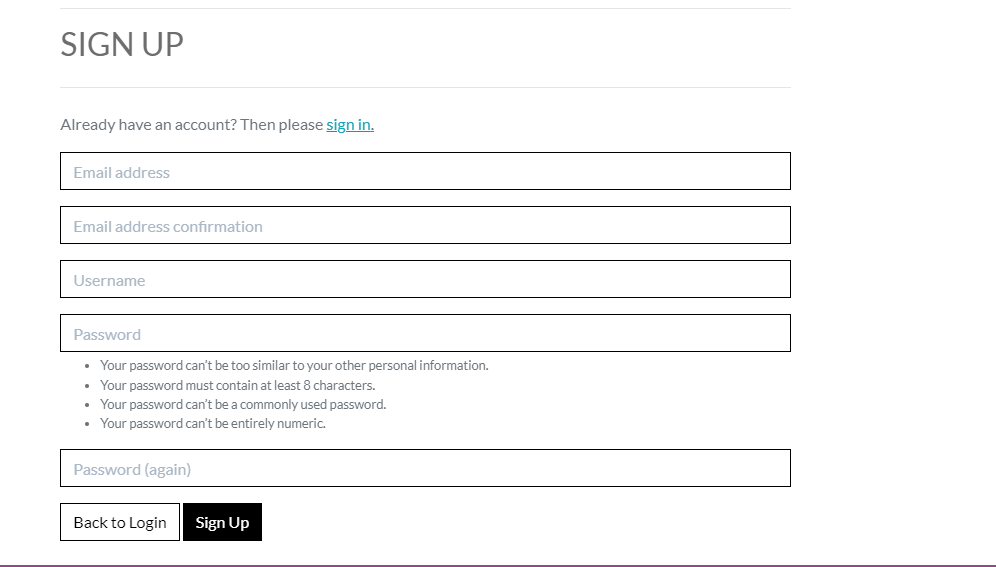 SIGN UP
Already have an account? Then please sign in.
Email address
Email address confirmation
Username
Password
• Your password can't be too similar to your other personal information.
• Your password must contain at least 8 characters.
• Your password can't be a commonly used password.
• Your password can't be entirely numeric.
Password (again)
Back to Login Sign Up